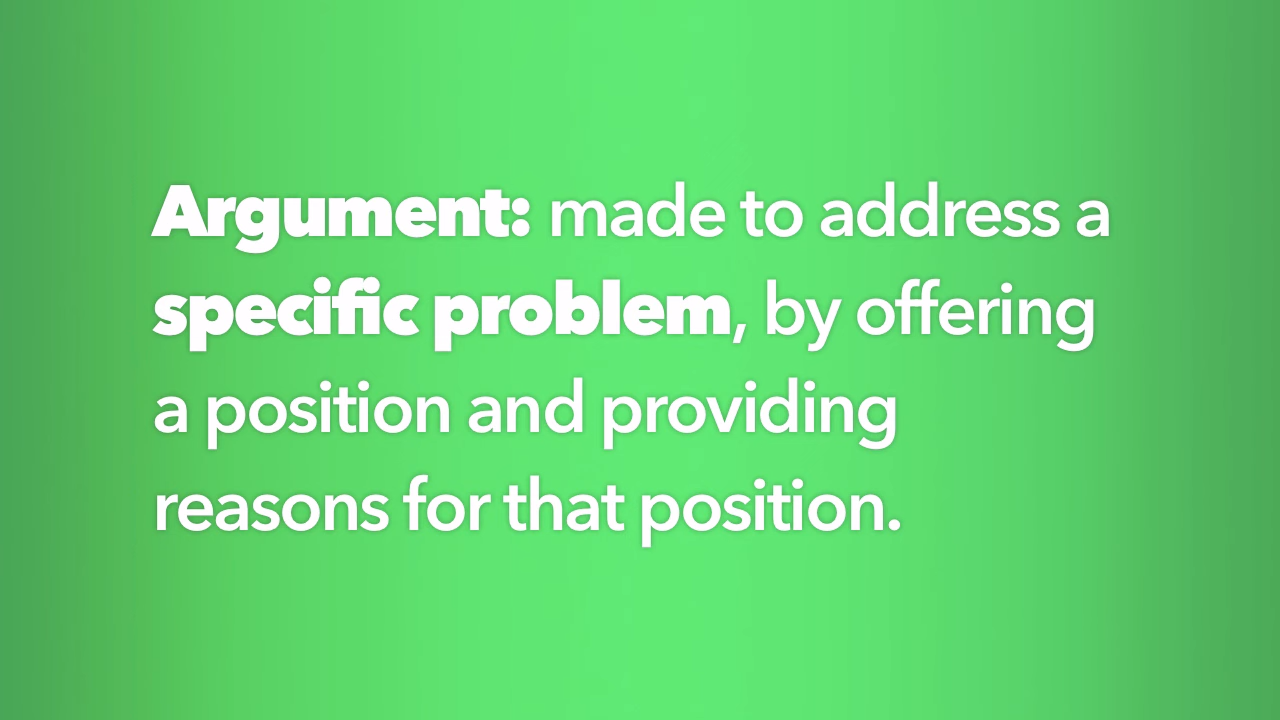 Argument: made to address a
specific problem, by offering
a position and providing
reasons for that position.